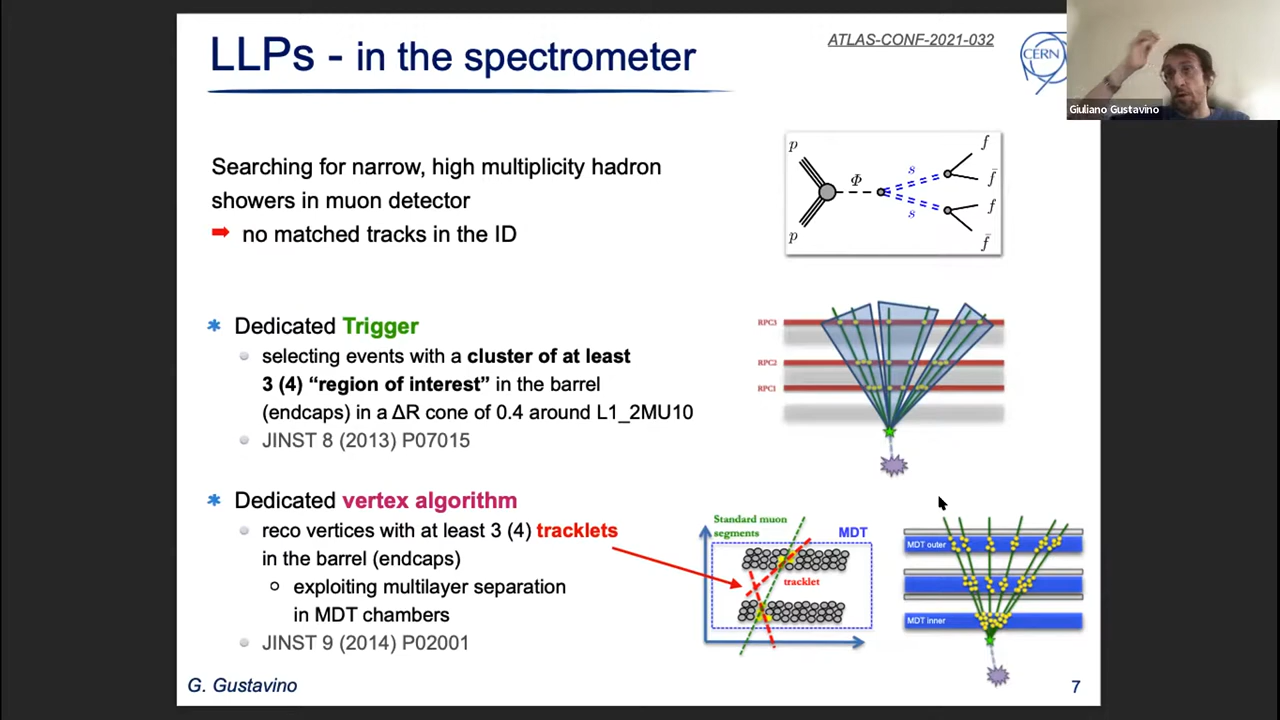 LLPs - in the spectrometer
ATLAS-CONF-2021-032
CERN
Giuliano Gustavino
Searching for narrow, high multiplicity hadron
showers in muon detector
➡ no matched tracks in the ID
p
p
Φ
s
s
f
f̄
f
f̄
* Dedicated Trigger
selecting events with a cluster of at least
3 (4) “region of interest” in the barrel
(endcaps) in a ΔR cone of 0.4 around L1_2MU10
JINST 8 (2013) P07015
RPC3
RPC2
RPC1
* Dedicated vertex algorithm
reco vertices with at least 3 (4) tracklets
in the barrel (endcaps)
exploiting multilayer separation
in MDT chambers
JINST 9 (2014) P02001
Standard muon
segments
MDT
tracklet
MDT outer
MDT inner
G. Gustavino
7